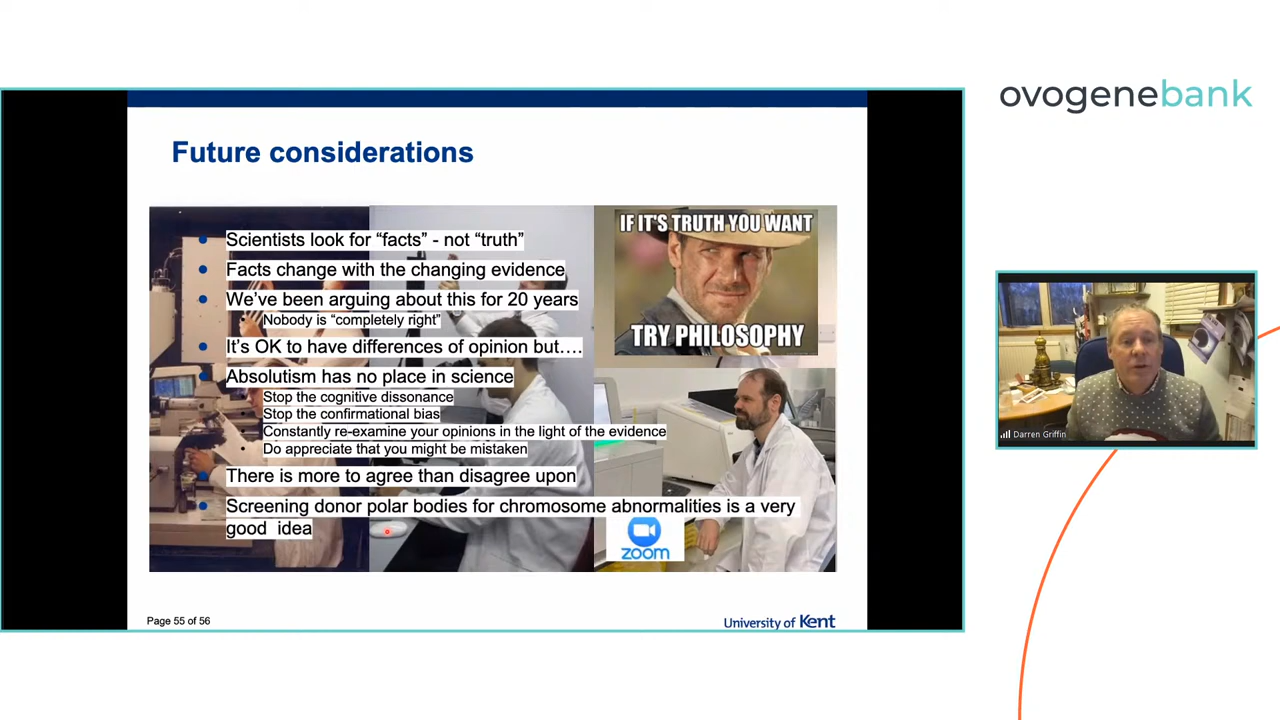 ovogenebank
Future considerations
Scientists look for “facts” - not “truth”
Facts change with the changing evidence
We’ve been arguing about this for 20 years
Nobody is “completely right”
It’s OK to have differences of opinion but….
Absolutism has no place in science
Stop the cognitive dissonance
Stop the confirmational bias
Constantly re-examine your opinions in the light of the evidence
Do appreciate that you might be mistaken
There is more to agree than disagree upon
Screening donor polar bodies for chromosome abnormalities is a very
good idea
IF IT'S TRUTH YOU WANT
TRY PHILOSOPHY
zoom
Page 55 of 56
University of Kent
Darren Griffin